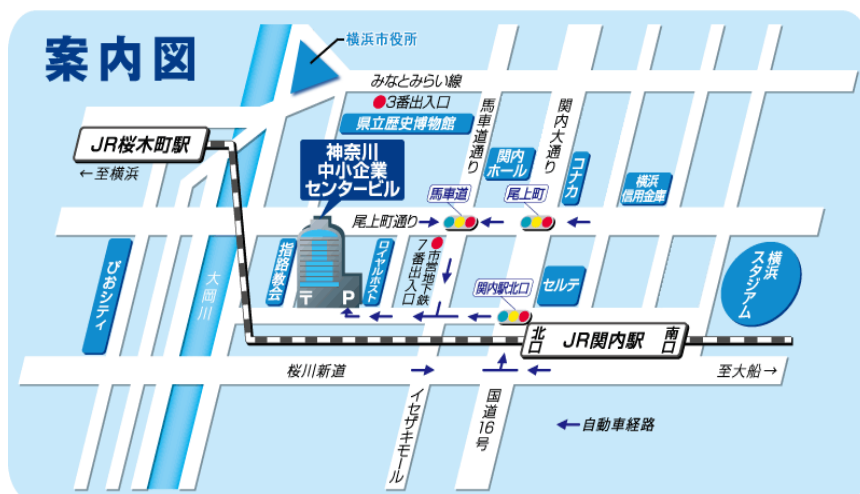 案内図
横浜市役所
みなとみらい線
3番出入口
県立歴史博物館
馬車道通り
関内大通り
JR桜木町駅
←至横浜
神奈川
中小企業
センタービル
関内
ホール
コナカ
横浜
信用金庫
馬車道
尾上町
尾上町通り
指路教会
ロイヤルホスト
7番出入口
市営地下鉄
ぴおシティ
大岡川
〒
P
関内駅北口
セルテ
横浜
スタジアム
北口
JR関内駅
南口
桜川新道
至大船→
イセザキモール
国道16号
←自動車経路